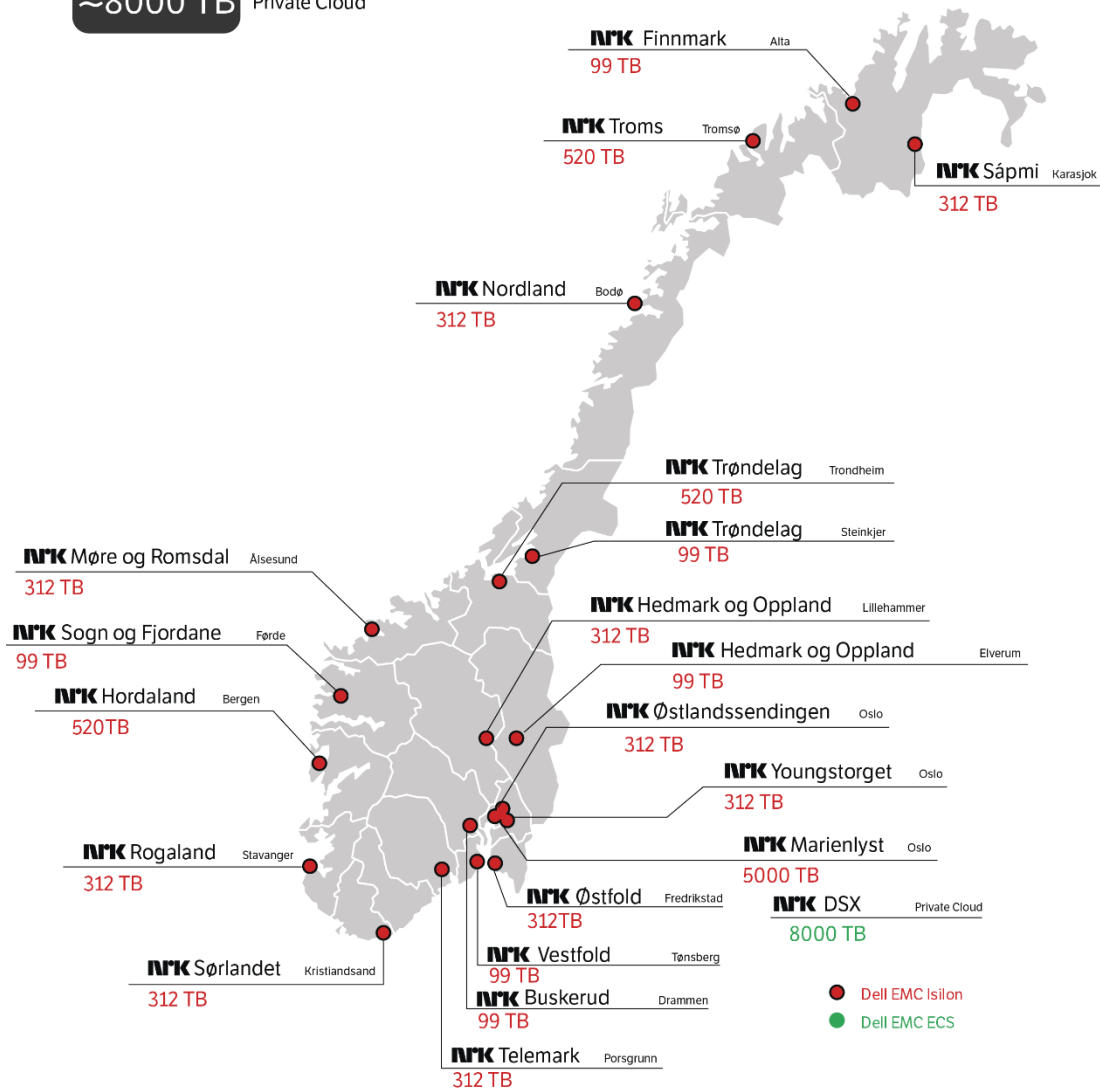 ~8000 TB Private Cloud
nrk Finnmark Alta
99 TB
nrk Troms Tromsø
520 TB
nrk Sápmi Karasjok
312 TB
nrk Nordland Bodø
312 TB
nrk Trøndelag Trondheim
520 TB
nrk Trøndelag Steinkjer
99 TB
nrk Møre og Romsdal Ålsesund
312 TB
nrk Hedmark og Oppland Lillehammer
312 TB
nrk Sogn og Fjordane Førde
99 TB
nrk Hedmark og Oppland Elverum
99 TB
nrk Hordaland Bergen
520TB
nrk Østlandssendingen Oslo
312 TB
nrk Youngstorget Oslo
312 TB
nrk Marienlyst Oslo
5000 TB
nrk Rogaland Stavanger
312 TB
nrk Østfold Fredrikstad
312TB
nrk DSX Private Cloud
8000 TB
nrk Vestfold Tønsberg
99 TB
nrk Sørlandet Kristiandsand
312 TB
nrk Buskerud Drammen
99 TB
nrk Telemark Porsgrunn
312 TB
Dell EMC Isilon
Dell EMC ECS